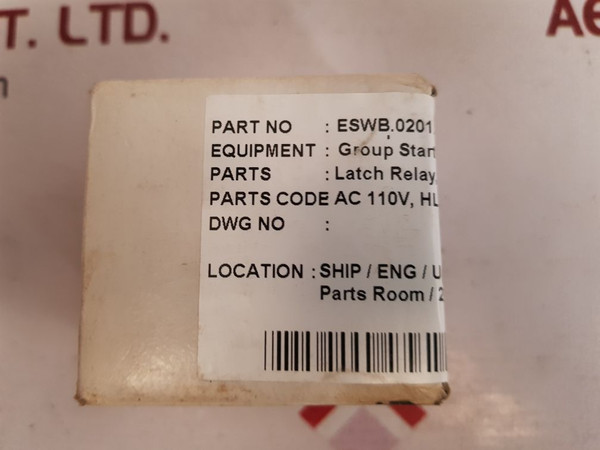 T. LTD.
PART NO : ESWB.0201
EQUIPMENT : Group Star
PARTS : Latch Relay,
PARTS CODE AC 110V, HL
DWG NO :
LOCATION : SHIP / ENG / U
Parts Room / 2